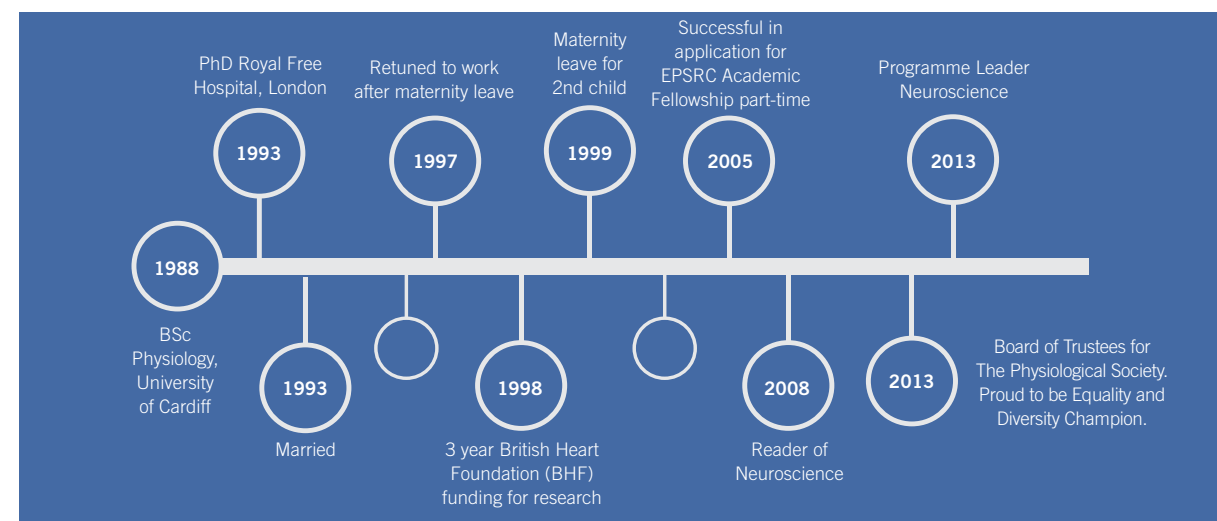 1988
BSc
Physiology,
University
of Cardiff
PhD Royal Free
Hospital, London
1993
1993
Married
Retuned to work
after maternity leave
1997
1998
3 year British Heart
Foundation (BHF)
funding for research
Maternity
leave for
2nd child
1999
Successful in
application for
EPSRC Academic
Fellowship part-time
2005
2008
Reader of
Neuroscience
2013
Board of Trustees for
The Physiological Society.
Proud to be Equality and
Diversity Champion.
Programme Leader
Neuroscience
2013